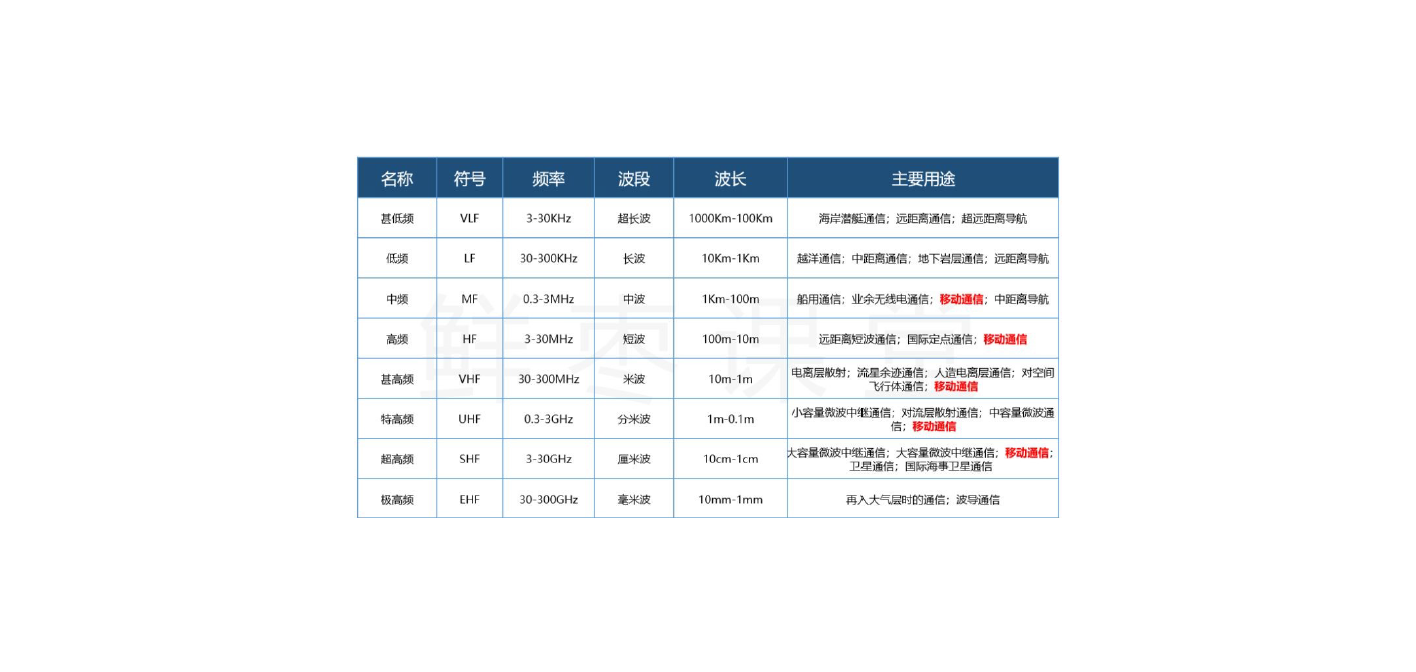 名称 符号 频率 波段 波长 主要用途
甚低频 VLF 3-30KHz 超长波 1000Km-100Km 海岸潜艇通信；远距离通信；超远距离导航
低频 LF 30-300KHz 长波 10Km-1Km 越洋通信；中距离通信；地下岩层通信；远距离导航
中频 MF 0.3-3MHz 中波 1Km-100m 船用通信；业余无线电通信；移动通信；中距离导航
高频 HF 3-30MHz 短波 100m-10m 远距离短波通信；国际定点通信；移动通信
甚高频 VHF 30-300MHz 米波 10m-1m 电离层散射；流星余迹通信；人造电离层通信；对空间
飞行体通信；移动通信
特高频 UHF 0.3-3GHz 分米波 1m-0.1m 小容量微波中继通信；对流层散射通信；中容量微波通
信；移动通信
超高频 SHF 3-30GHz 厘米波 10cm-1cm 大容量微波中继通信；大容量微波中继通信；移动通信；
卫星通信；国际海事卫星通信
极高频 EHF 30-300GHz 毫米波 10mm-1mm 再入大气层时的通信；波导通信
鲜枣课堂